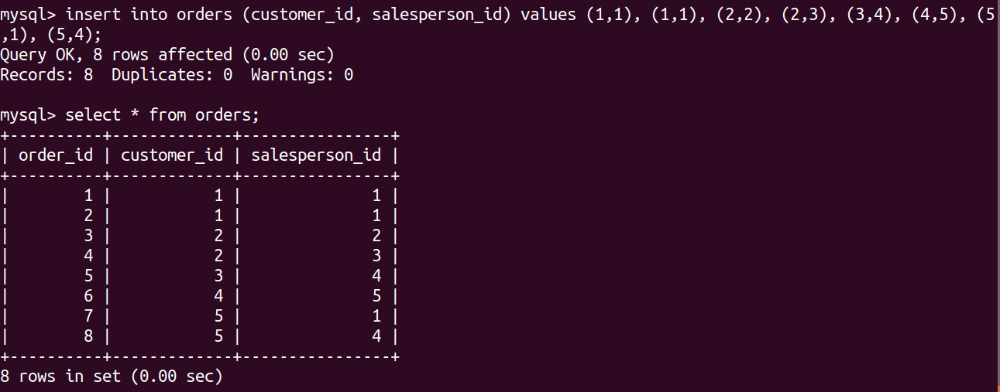 mysql> insert into orders (customer_id, salesperson_id) values (1,1), (1,1), (2,2), (2,3), (3,4), (4,5), (5
,1), (5,4);
Query OK, 8 rows affected (0.00 sec)
Records: 8  Duplicates: 0  Warnings: 0

mysql> select * from orders;
+----------+-------------+----------------+
| order_id | customer_id | salesperson_id |
+----------+-------------+----------------+
|        1 |           1 |              1 |
|        2 |           1 |              1 |
|        3 |           2 |              2 |
|        4 |           2 |              3 |
|        5 |           3 |              4 |
|        6 |           4 |              5 |
|        7 |           5 |              1 |
|        8 |           5 |              4 |
+----------+-------------+----------------+
8 rows in set (0.00 sec)